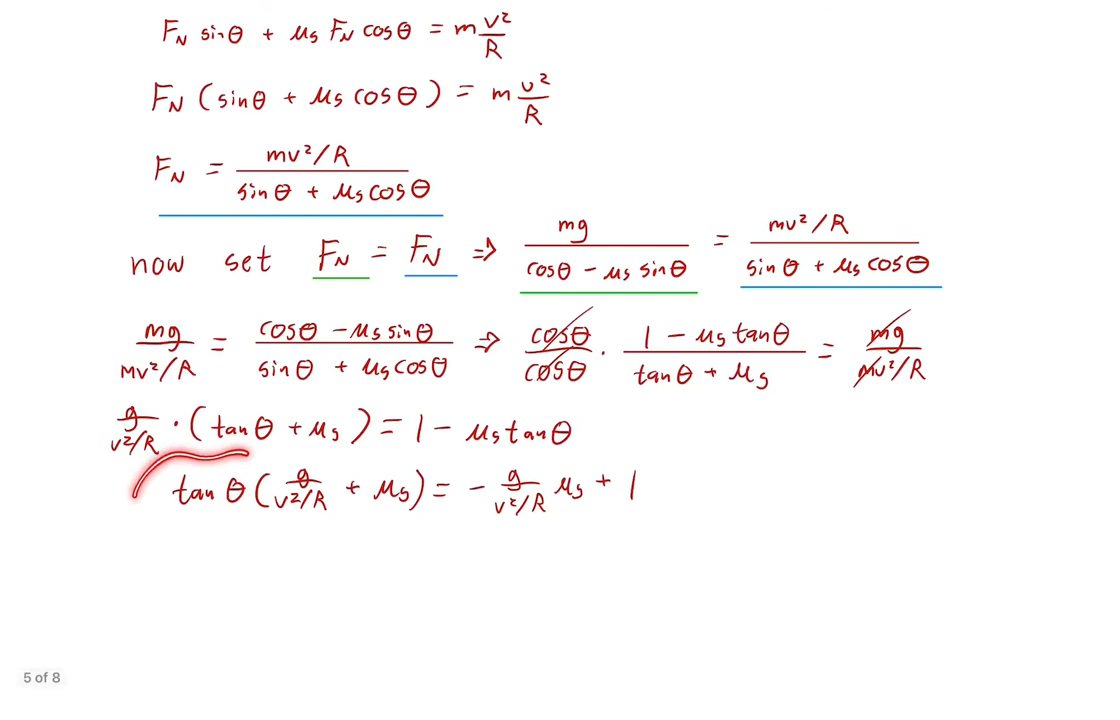 F_N sinθ + μ_s F_N cosθ = m v²/R
F_N (sinθ + μ_s cosθ) = m v²/R
F_N = (mv²/R)/(sinθ + μ_s cosθ)
now set F_N = F_N ⇒ mg/(cosθ - μ_s sinθ) = (mv²/R)/(sinθ + μ_s cosθ)
mg/(mv²/R) = (cosθ - μ_s sinθ)/(sinθ + μ_s cosθ) ⇒ cosθ/cosθ · (1 - μ_s tanθ)/(tanθ + μ_s) = mg/(mv²/R)
g/(v²/R) · (tanθ + μ_s) = 1 - μ_s tanθ
tanθ (g/(v²/R) + μ_s) = - g/(v²/R) μ_s + 1
5 of 8